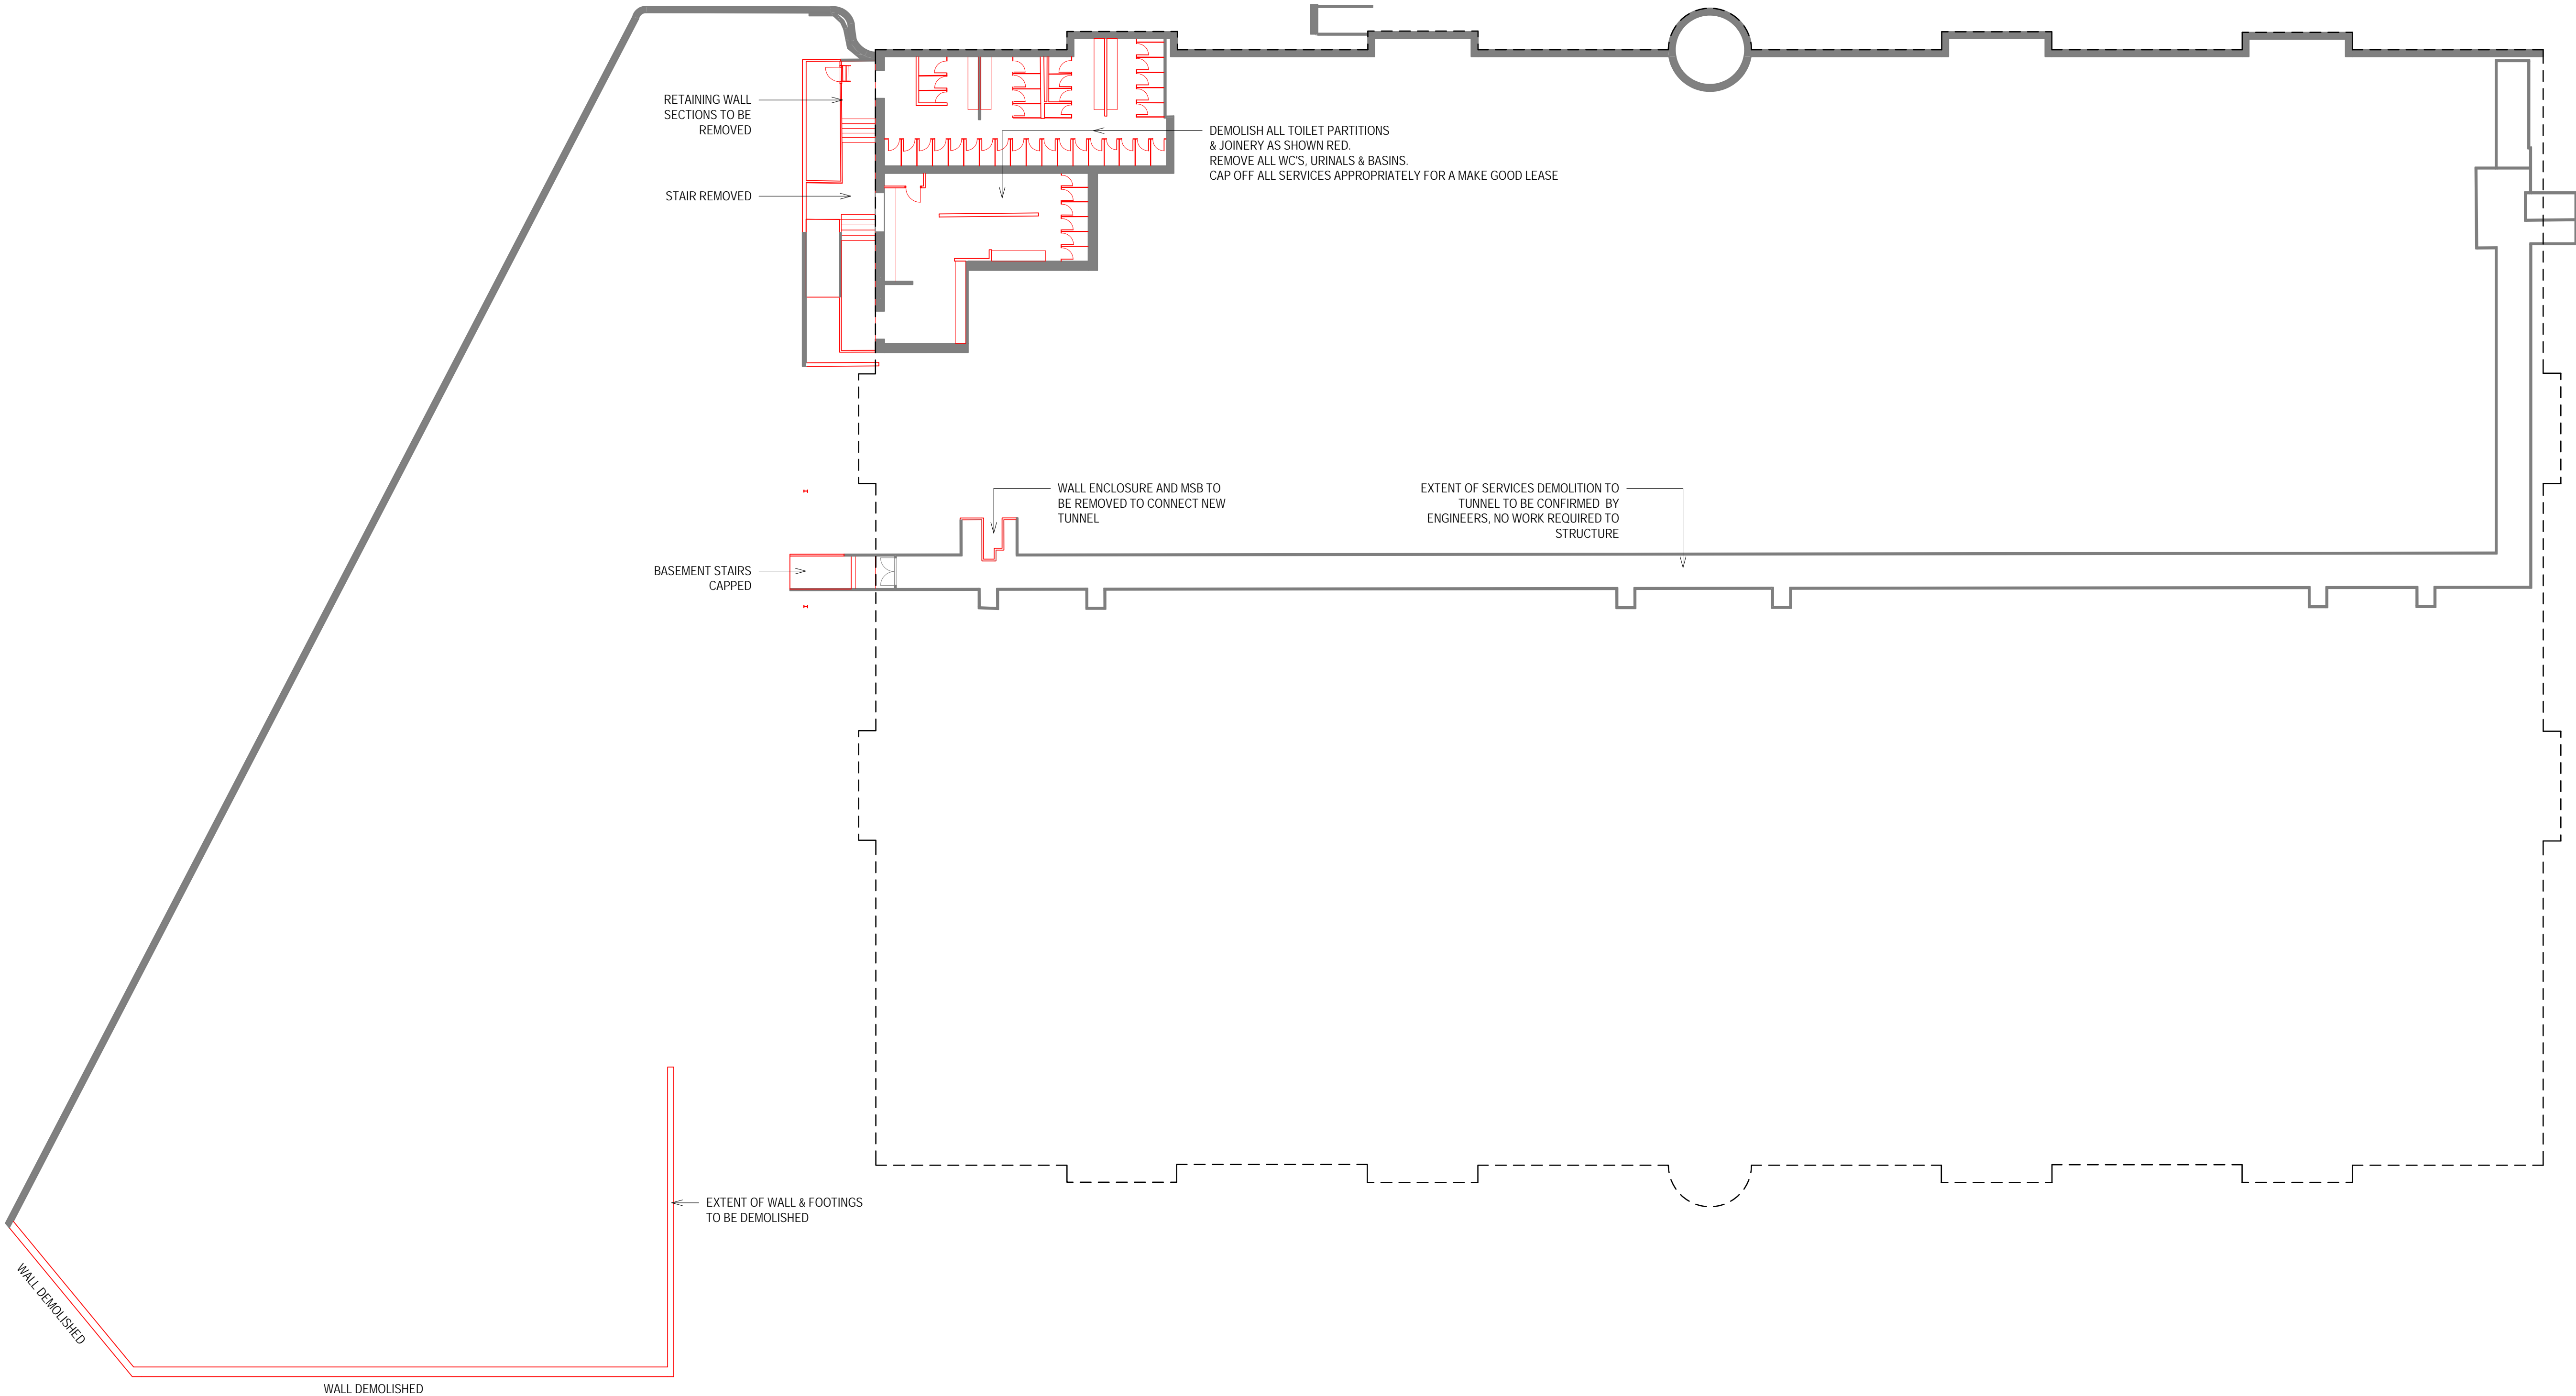 RETAINING WALL
SECTIONS TO BE
REMOVED
DEMOLISH ALL TOILET PARTITIONS
& JOINERY AS SHOWN RED.
REMOVE ALL WC'S, URINALS & BASINS.
CAP OFF ALL SERVICES APPROPRIATELY FOR A MAKE GOOD LEASE
STAIR REMOVED
WALL ENCLOSURE AND MSB TO
BE REMOVED TO CONNECT NEW
TUNNEL
EXTENT OF SERVICES DEMOLITION TO
TUNNEL TO BE CONFIRMED BY
ENGINEERS, NO WORK REQUIRED TO
STRUCTURE
BASEMENT STAIRS
CAPPED
EXTENT OF WALL & FOOTINGS
TO BE DEMOLISHED
WALL DEMOLISHED
WALL DEMOLISHED